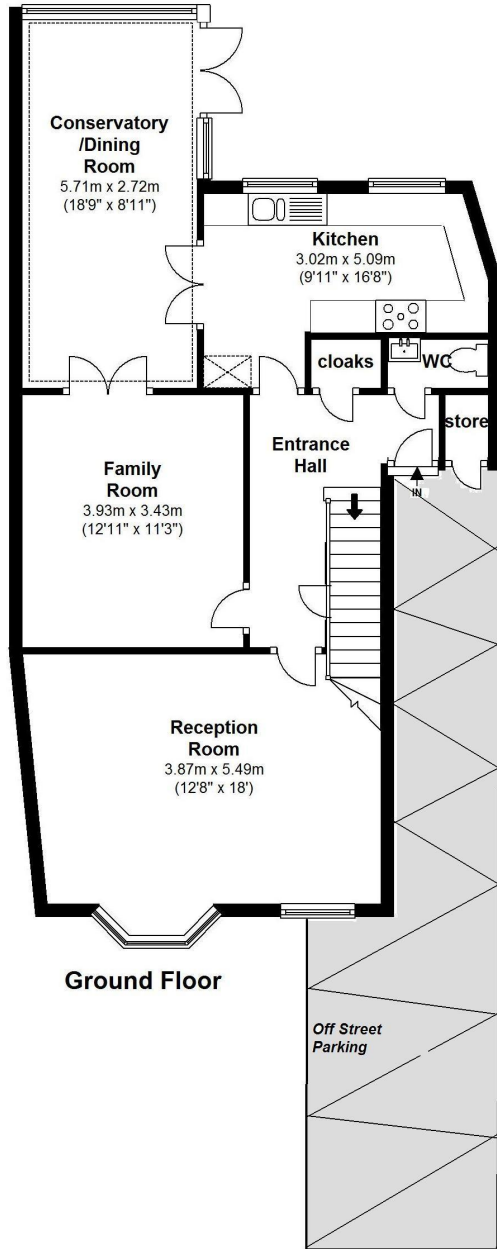 Conservatory
/Dining
Room
5.71m x 2.72m
(18'9" x 8'11")
Kitchen
3.02m x 5.09m
(9'11" x 16'8")
cloaks
WC
store
Entrance
Hall
IN
Family
Room
3.93m x 3.43m
(12'11" x 11'3")
Reception
Room
3.87m x 5.49m
(12'8" x 18')
Ground Floor
Off Street
Parking